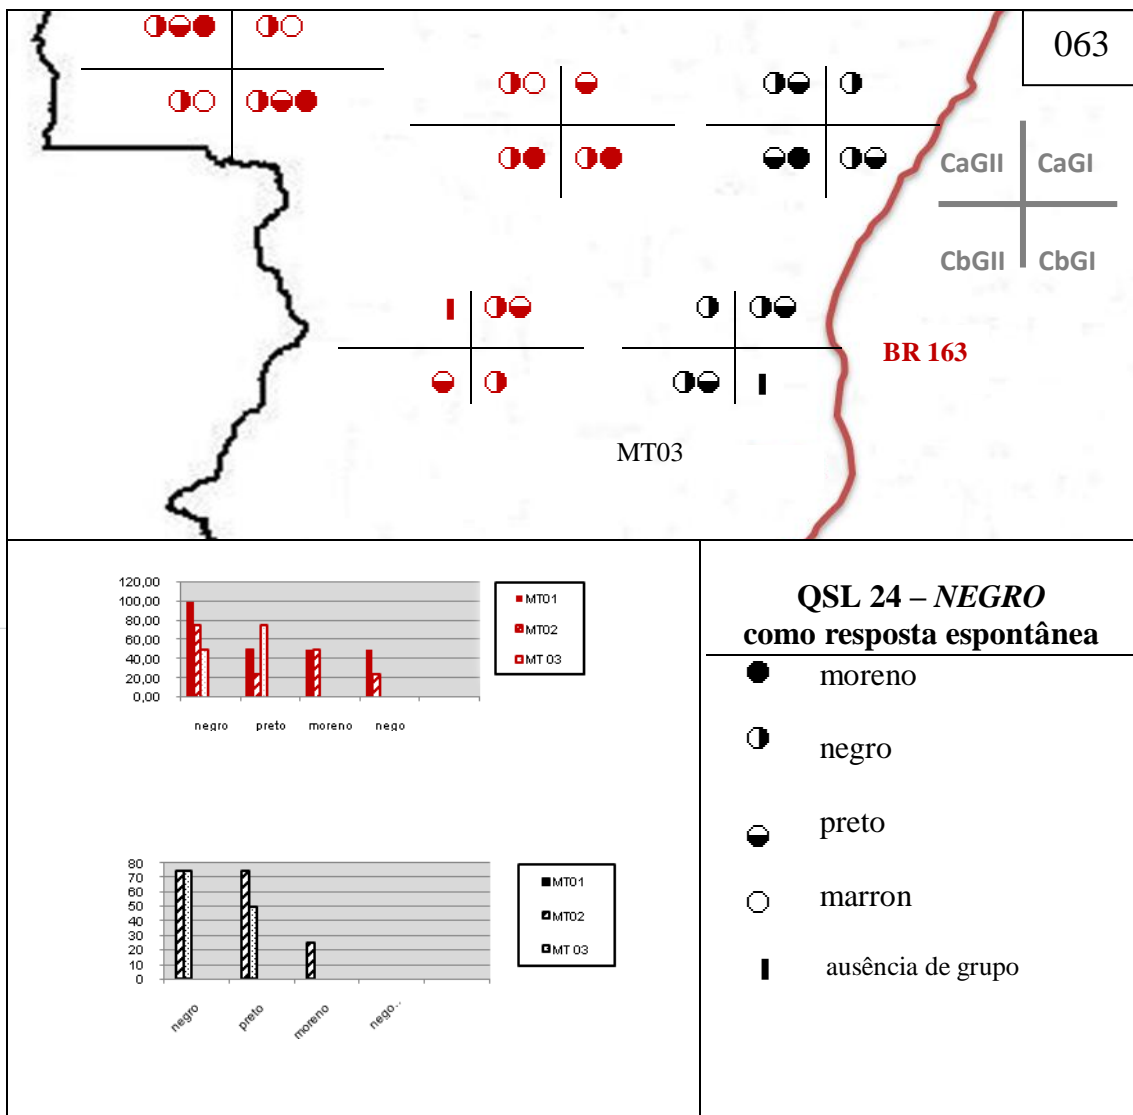 063
CaGII CaGI
CbGII CbGI
BR 163
MT03
120,00
100,00
80,00
60,00
40,00
20,00
0,00
negro preto moreno nego
MT01
MT02
MT 03
80
70
60
50
40
30
20
10
0
negro preto moreno nego..
MT01
MT02
MT 03
QSL 24 – NEGRO
como resposta espontânea
moreno
negro
preto
marron
ausência de grupo